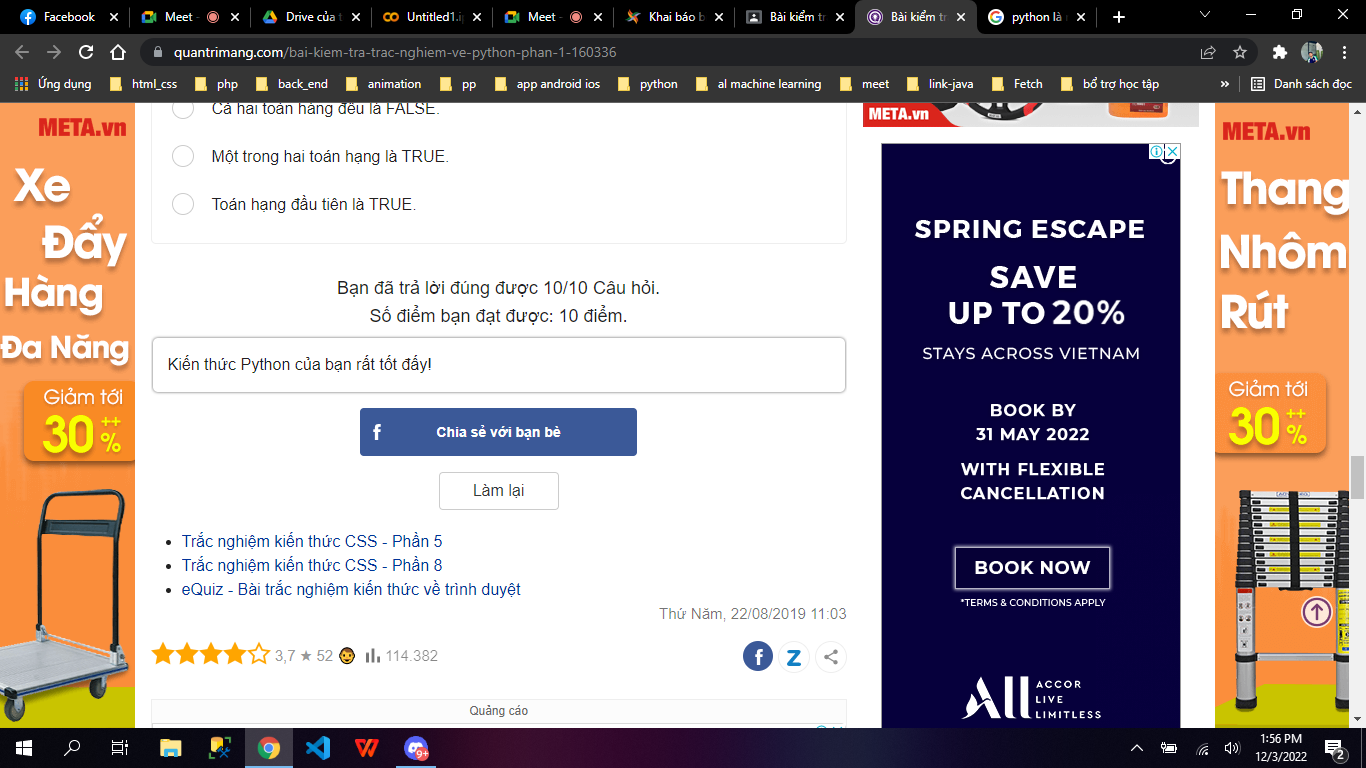 Facebook
Meet -
Drive của t
Untitled1.i
Meet -
Khai báo b
Bài kiểm tr
Bài kiểm tr
python là
quantrimang.com/bai-kiem-tra-trac-nghiem-ve-python-phan-1-160336
Ứng dụng
html_css
php
back_end
animation
pp
app android ios
python
al machine learning
meet
link-java
Fetch
bổ trợ học tập
»
Danh sách đọc
META.vn
Xe
Đẩy
Hàng
Đa Năng
Giảm tới
30++%
Cả hai toán hạng đều là FALSE.
Một trong hai toán hạng là TRUE.
Toán hạng đầu tiên là TRUE.
Bạn đã trả lời đúng được 10/10 Câu hỏi.
Số điểm bạn đạt được: 10 điểm.
Kiến thức Python của bạn rất tốt đấy!
f Chia sẻ với bạn bè
Làm lại
Trắc nghiệm kiến thức CSS - Phần 5
Trắc nghiệm kiến thức CSS - Phần 8
eQuiz - Bài trắc nghiệm kiến thức về trình duyệt
Thứ Năm, 22/08/2019 11:03
3,7 ★ 52 114.382
Quảng cáo
META.vn
SPRING ESCAPE
SAVE
UP TO 20%
STAYS ACROSS VIETNAM
BOOK BY
31 MAY 2022
WITH FLEXIBLE
CANCELLATION
BOOK NOW
*TERMS & CONDITIONS APPLY
ALL ACCOR
LIVE
LIMITLESS
META.vn
Thang
Nhôm
Rút
Giảm tới
30++%
9+
1:56 PM
12/3/2022
2